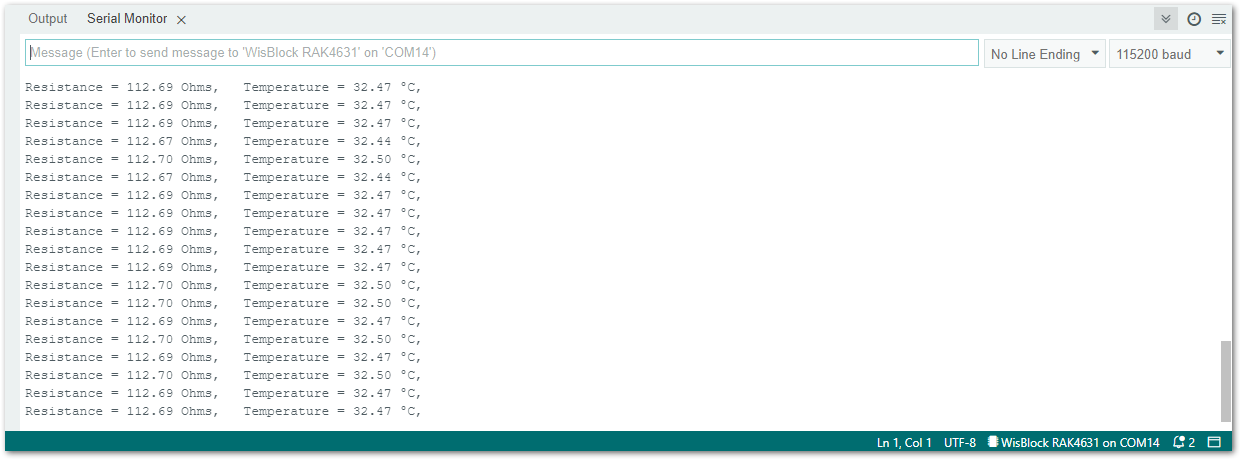 Output Serial Monitor
Message (Enter to send message to 'WisBlock RAK4631' on 'COM14')
No Line Ending
115200 baud
Resistance = 112.69 Ohms, Temperature = 32.47 °C,
Resistance = 112.69 Ohms, Temperature = 32.47 °C,
Resistance = 112.69 Ohms, Temperature = 32.47 °C,
Resistance = 112.67 Ohms, Temperature = 32.44 °C,
Resistance = 112.70 Ohms, Temperature = 32.50 °C,
Resistance = 112.67 Ohms, Temperature = 32.44 °C,
Resistance = 112.69 Ohms, Temperature = 32.47 °C,
Resistance = 112.69 Ohms, Temperature = 32.47 °C,
Resistance = 112.69 Ohms, Temperature = 32.47 °C,
Resistance = 112.69 Ohms, Temperature = 32.47 °C,
Resistance = 112.69 Ohms, Temperature = 32.47 °C,
Resistance = 112.70 Ohms, Temperature = 32.50 °C,
Resistance = 112.70 Ohms, Temperature = 32.50 °C,
Resistance = 112.69 Ohms, Temperature = 32.47 °C,
Resistance = 112.70 Ohms, Temperature = 32.50 °C,
Resistance = 112.69 Ohms, Temperature = 32.47 °C,
Resistance = 112.70 Ohms, Temperature = 32.50 °C,
Resistance = 112.69 Ohms, Temperature = 32.47 °C,
Resistance = 112.69 Ohms, Temperature = 32.47 °C,
Ln 1, Col 1 UTF-8 WisBlock RAK4631 on COM14 2